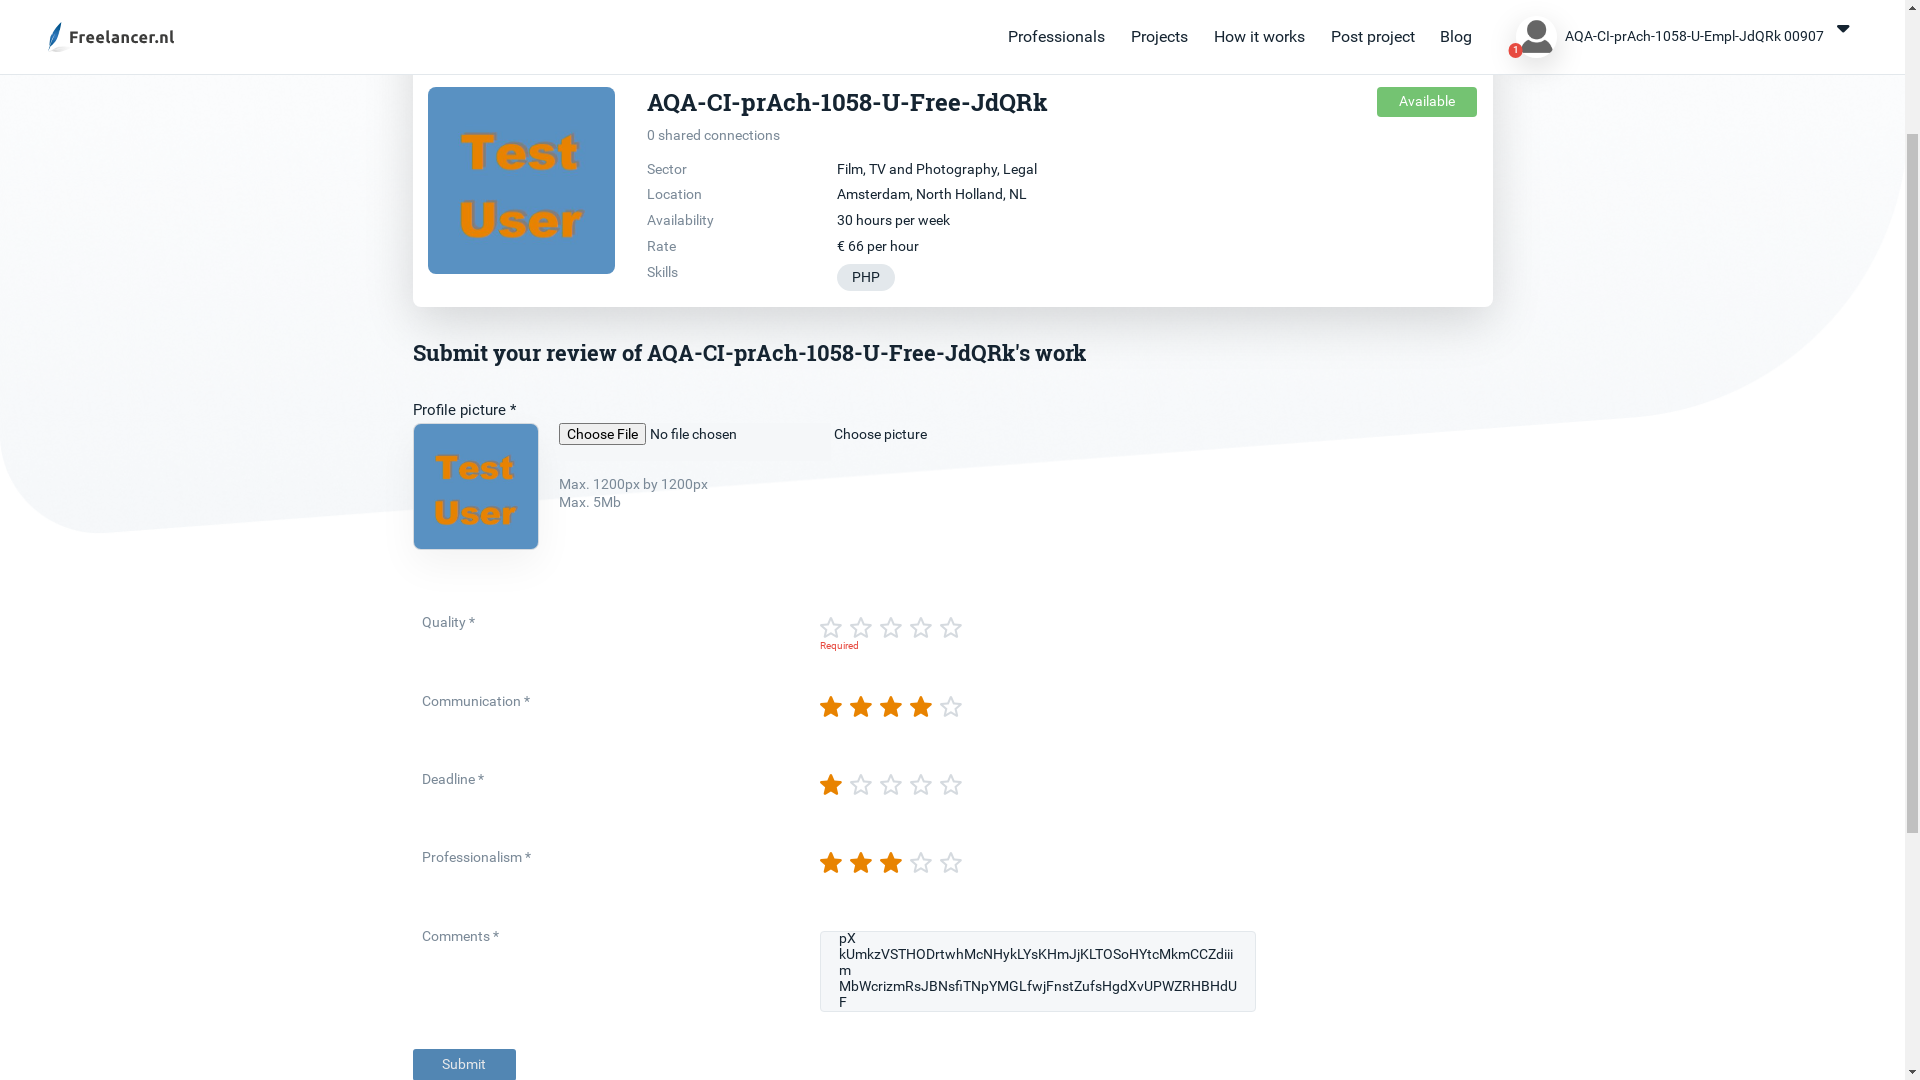 Freelancer.nl
Professionals Projects How it works Post project Blog
1
AQA-CI-prAch-1058-U-Empl-JdQRk 00907
Test
User
AQA-CI-prAch-1058-U-Free-JdQRk
Available
0 shared connections
Sector Film, TV and Photography, Legal
Location Amsterdam, North Holland, NL
Availability 30 hours per week
Rate € 66 per hour
Skills PHP
Submit your review of AQA-CI-prAch-1058-U-Free-JdQRk's work
Profile picture *
Test
User
Choose File No file chosen Choose picture
Max. 1200px by 1200px
Max. 5Mb
Quality *
Required
Communication *
Deadline *
Professionalism *
Comments *
pX
kUmkzVSTHODrtwhMcNHykLYsKHmJjKLTOSoHYtcMkmCCZdiii
m
MbWcrizmRsJBNsfiTNpYMGLfwjFnstZufsHgdXvUPWZRHBHdU
F
Submit